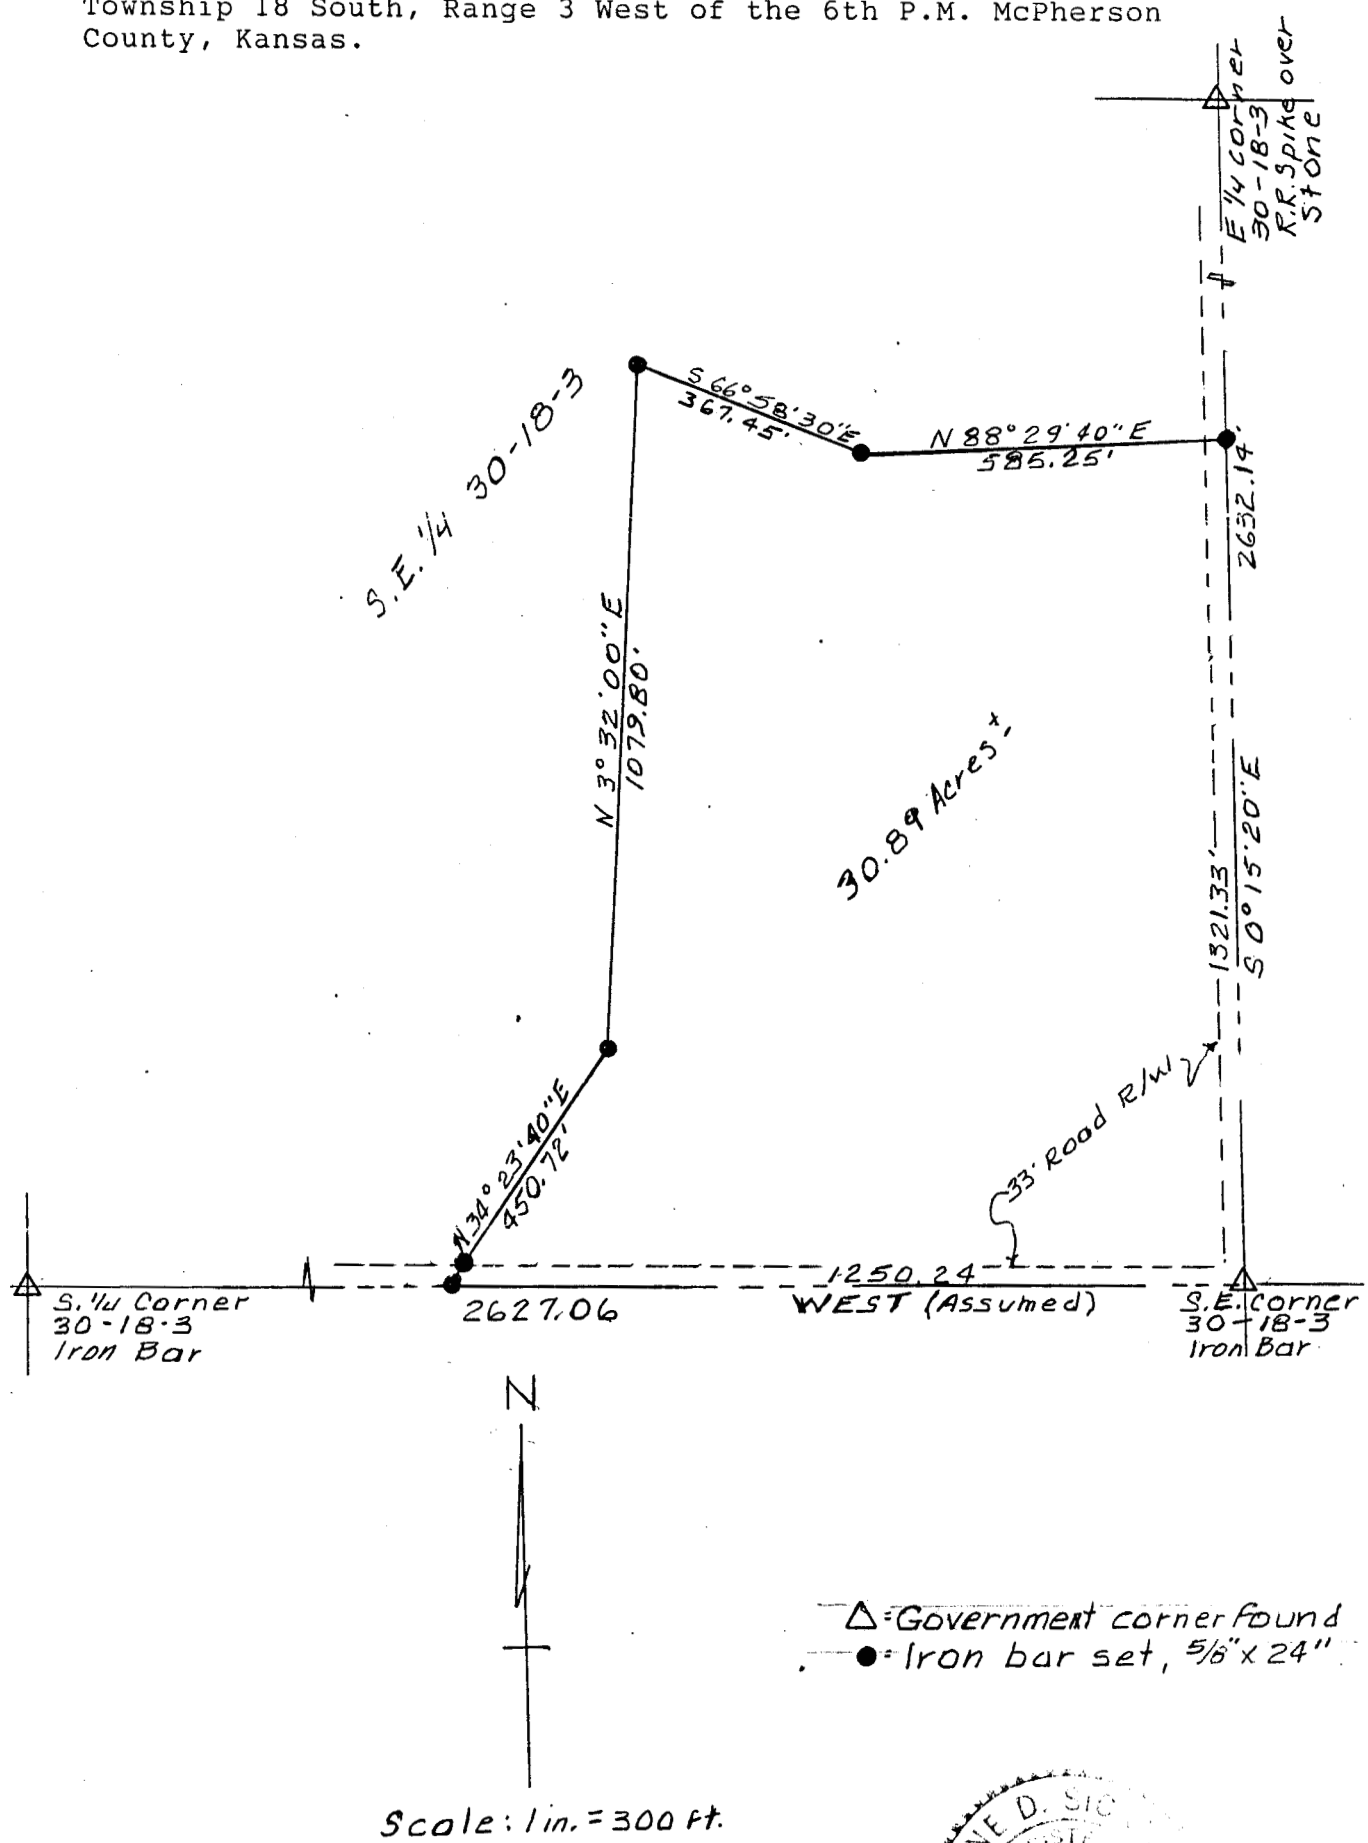 Township 18 South, Range 3 West of the 6th P.M. McPherson
County, Kansas.
E 1/4 corner
30-18-3
R.R. Spike over
Stone
S.E. 1/4 30-18-3
S 66° 58' 30" E
367.45'
N 88° 29' 40" E
585.25'
2632.14'
N 3° 32' 00" E
1079.80'
30.89 Acres ±
1321.33'
S 0° 15' 20" E
33' Road R/W
N 34° 23' 40" E
450.72'
1250.24
WEST (Assumed)
2627.06
S. 1/4 Corner
30-18-3
Iron Bar
S.E. Corner
30-18-3
Iron Bar
N
△ = Government corner found
● = Iron bar set, 5/8" x 24"
Scale: 1 in. = 300 ft.
NE D. SIC